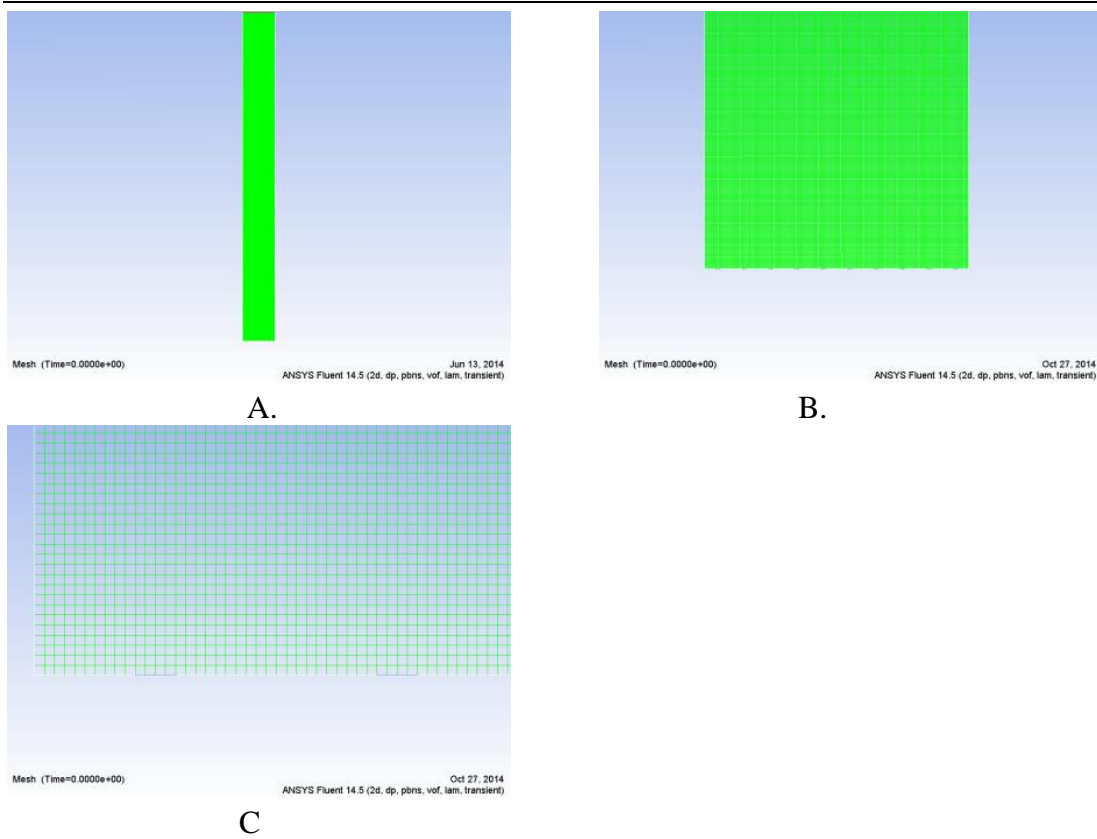 Mesh (Time=0.0000e+00)
Jun 13, 2014
ANSYS Fluent 14.5 (2d, dp, pbns, vof, lam, transient)
A.
Mesh (Time=0.0000e+00)
Oct 27, 2014
ANSYS Fluent 14.5 (2d, dp, pbns, vof, lam, transient)
B.
Mesh (Time=0.0000e+00)
Oct 27, 2014
ANSYS Fluent 14.5 (2d, dp, pbns, vof, lam, transient)
C